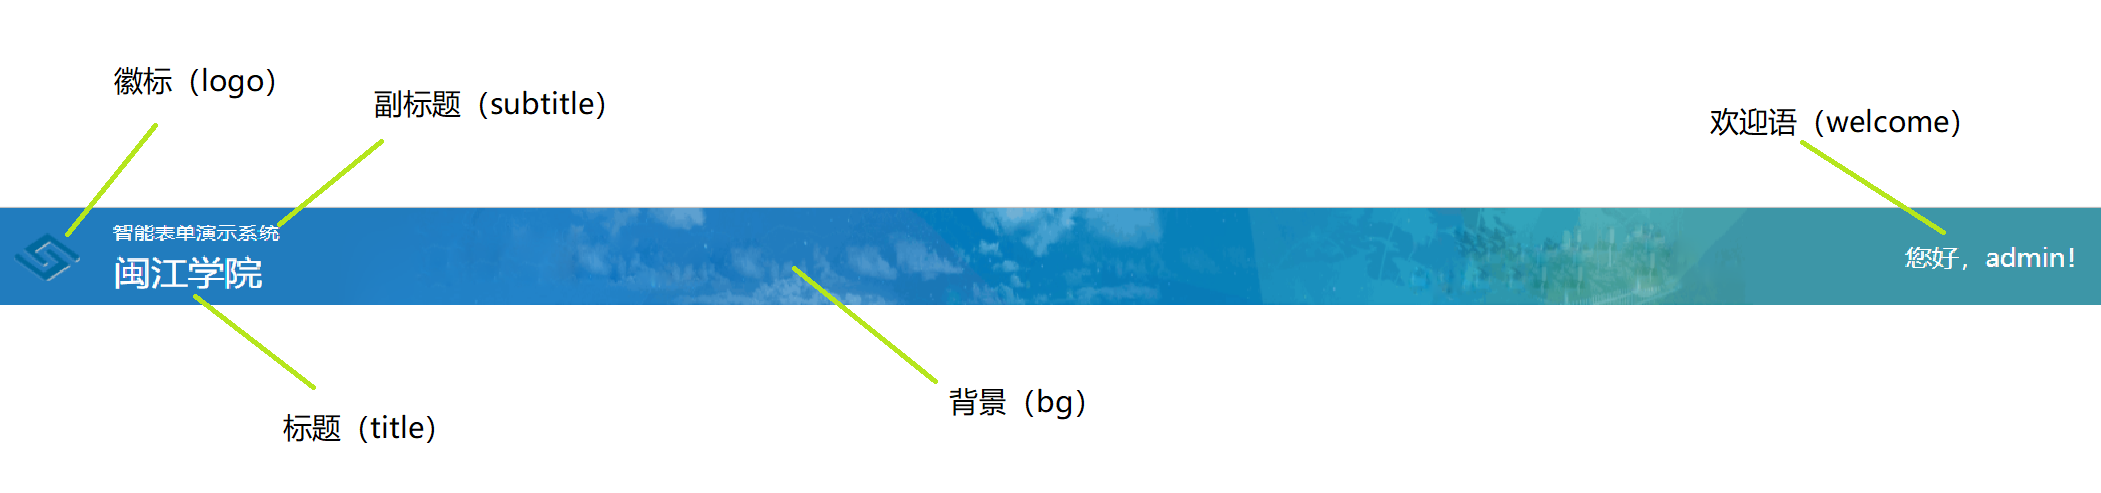 徽标（logo）
副标题（subtitle）
欢迎语（welcome）
智能表单演示系统
闽江学院
您好，admin！
背景（bg）
标题（title）